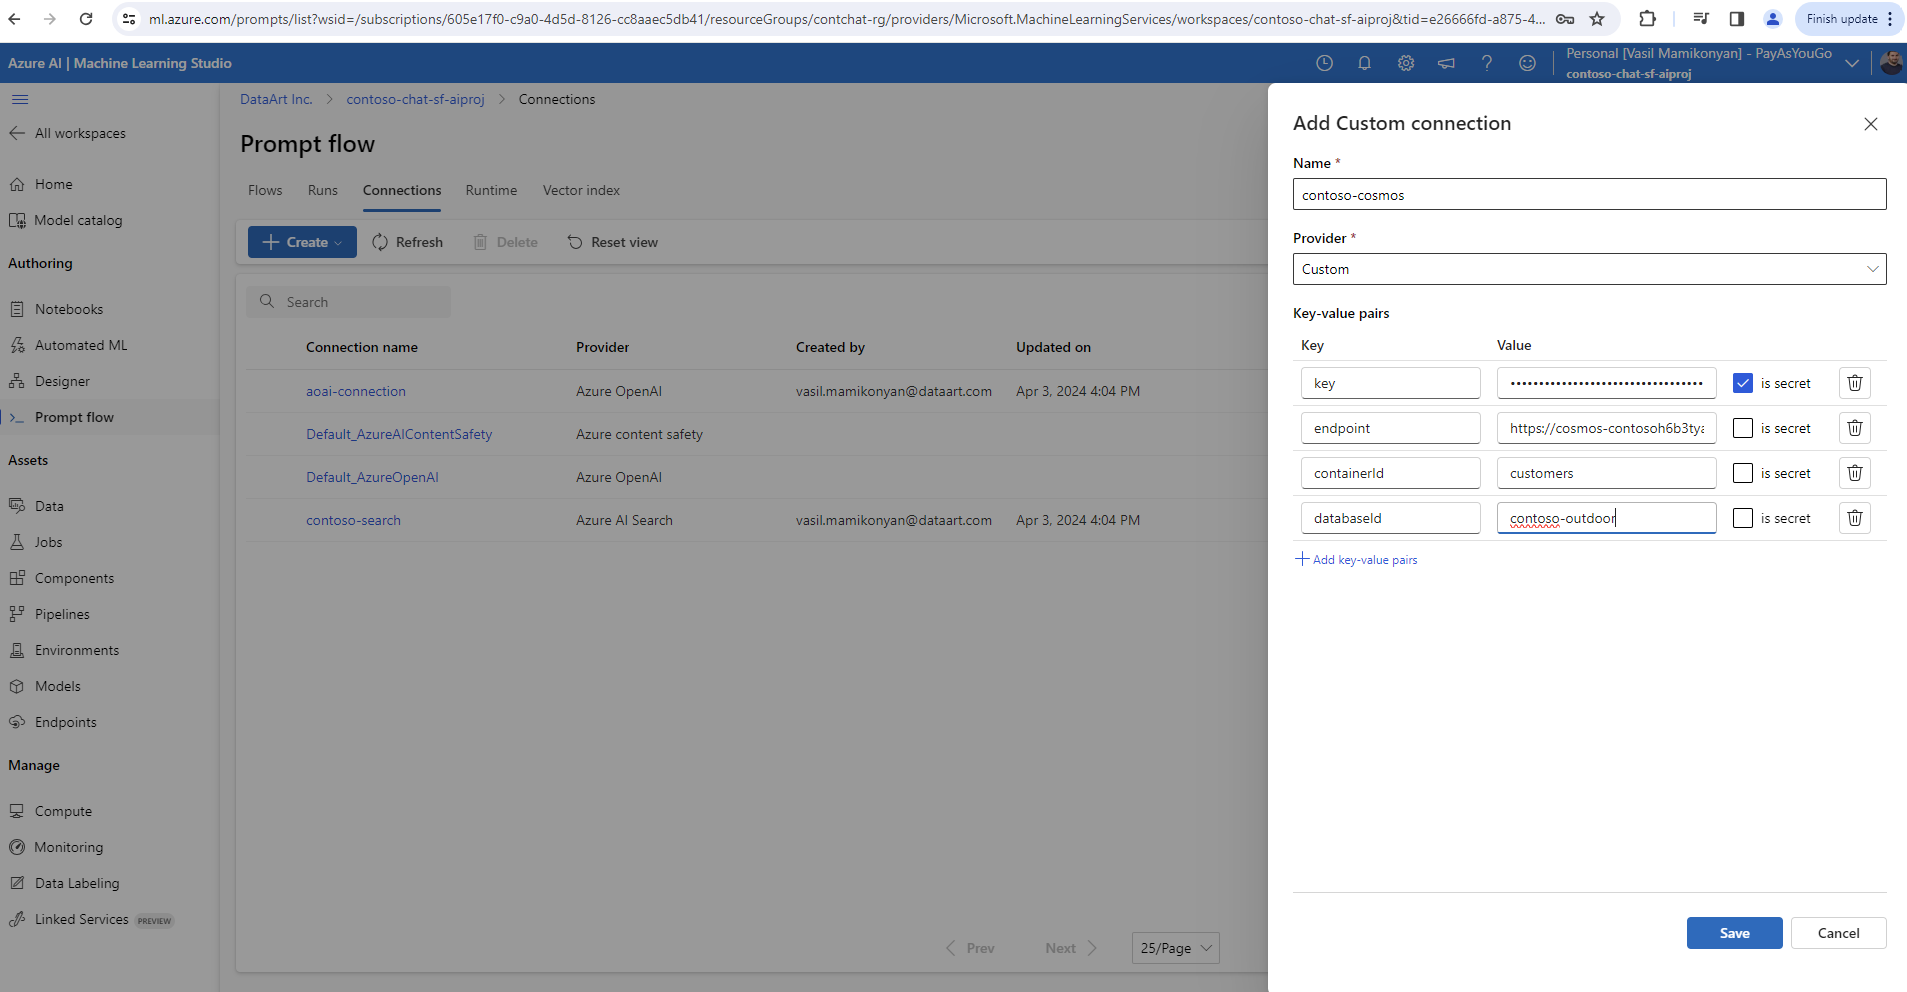 ml.azure.com/prompts/list?wsid=/subscriptions/605e17f0-c9a0-4d5d-8126-cc8aaec5db41/resourceGroups/contchat-rg/providers/Microsoft.MachineLearningServices/workspaces/contoso-chat-sf-aiproj&tid=e26666fd-a875-4...
Finish update
Azure AI | Machine Learning Studio
Personal [Vasil Mamikonyan] - PayAsYouGo
contoso-chat-sf-aiproj
All workspaces
Home
Model catalog
Authoring
Notebooks
Automated ML
Designer
Prompt flow
Assets
Data
Jobs
Components
Pipelines
Environments
Models
Endpoints
Manage
Compute
Monitoring
Data Labeling
Linked Services PREVIEW
DataArt Inc. > contoso-chat-sf-aiproj > Connections
Prompt flow
Flows Runs Connections Runtime Vector index
Create Refresh Delete Reset view
Search
Connection name Provider Created by Updated on
aoai-connection Azure OpenAI vasil.mamikonyan@dataart.com Apr 3, 2024 4:04 PM
Default_AzureAIContentSafety Azure content safety
Default_AzureOpenAI Azure OpenAI
contoso-search Azure AI Search vasil.mamikonyan@dataart.com Apr 3, 2024 4:04 PM
Prev Next 25/Page
Add Custom connection
Name *
contoso-cosmos
Provider *
Custom
Key-value pairs
Key Value
key •••••••••••••••••••••••••••••••••• is secret
endpoint https://cosmos-contosoh6b3tya is secret
containerId customers is secret
databaseId contoso-outdoor is secret
Add key-value pairs
Save Cancel